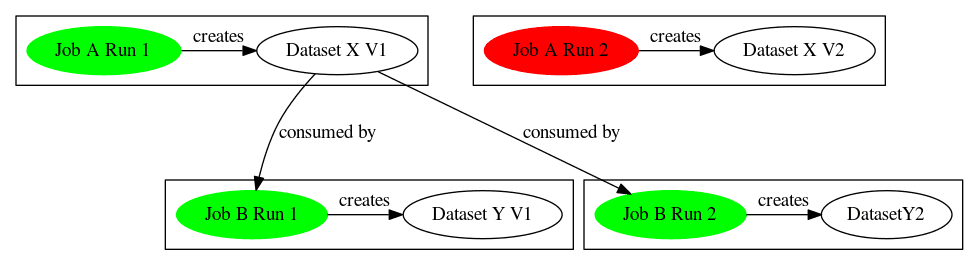 Job A Run 1
creates
Dataset X V1
Job A Run 2
creates
Dataset X V2
consumed by
consumed by
Job B Run 1
creates
Dataset Y V1
Job B Run 2
creates
DatasetY2